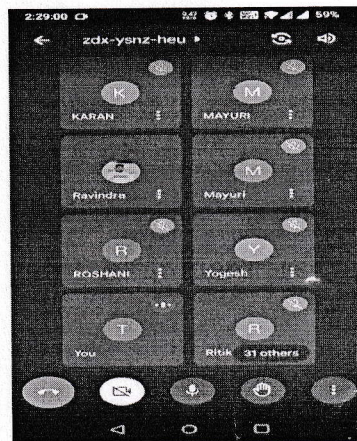 2:29:00 59%
zdx-ysnz-heu
K M
KARAN MAYURI
M
Ravindra Mayuri
R Y
ROSHANI Yogesh
T R
You Ritik 31 others